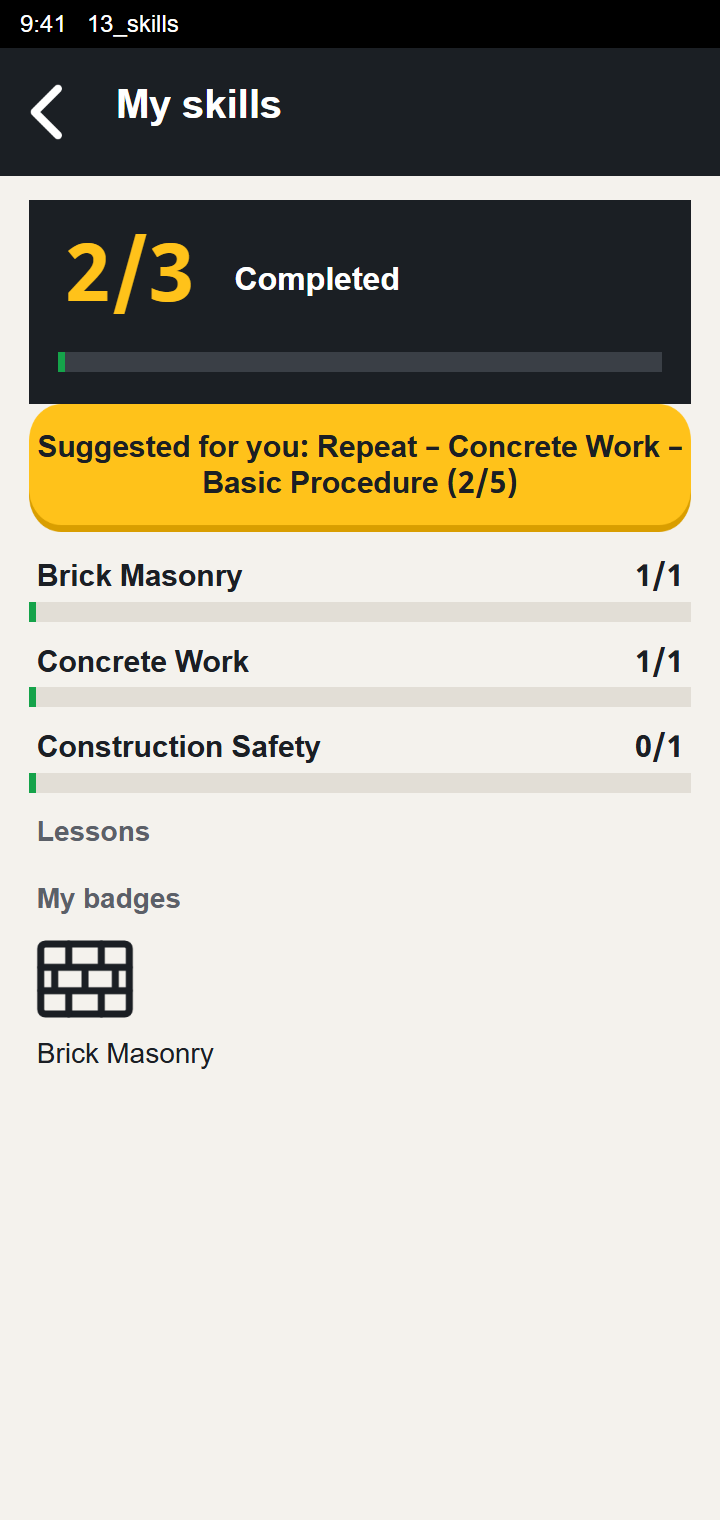 9:41 13_skills
My skills
2/3 Completed
Suggested for you: Repeat – Concrete Work –
Basic Procedure (2/5)
Brick Masonry 1/1
Concrete Work 1/1
Construction Safety 0/1
Lessons
My badges
Brick Masonry